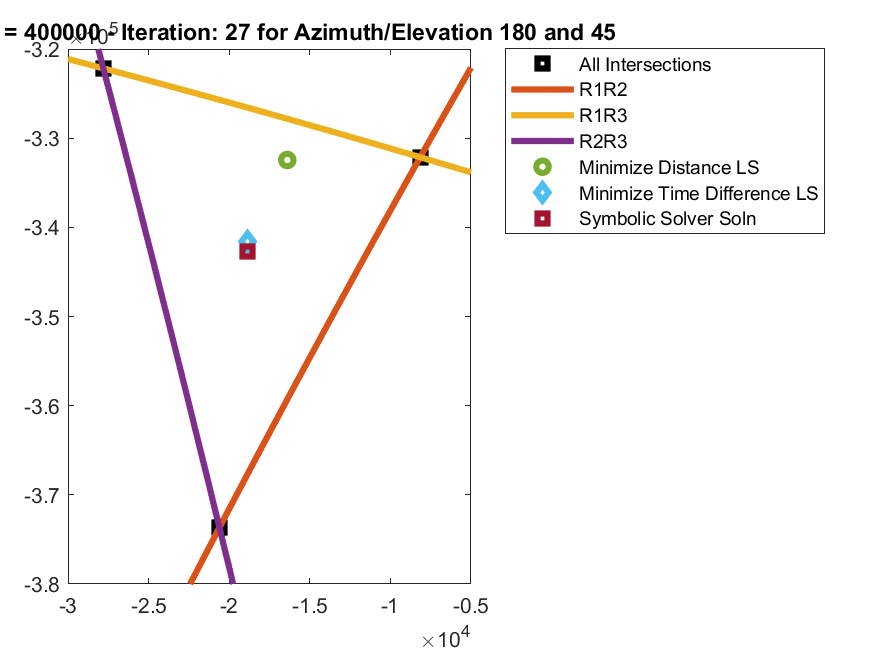 = 400000 - Iteration: 27 for Azimuth/Elevation 180 and 45
×10^5
-3.2
-3.3
-3.4
-3.5
-3.6
-3.7
-3.8
-3 -2.5 -2 -1.5 -1 -0.5
×10^4
All Intersections
R1R2
R1R3
R2R3
Minimize Distance LS
Minimize Time Difference LS
Symbolic Solver Soln